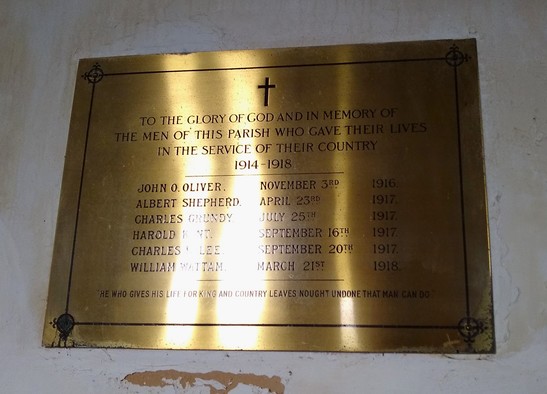 TO THE GLORY OF GOD AND IN MEMORY OF
THE MEN OF THIS PARISH WHO GAVE THEIR LIVES
IN THE SERVICE OF THEIR COUNTRY
1914-1918
JOHN O. OLIVER. NOVEMBER 3RD 1916.
ALBERT SHEPHERD. APRIL 23RD 1917.
CHARLES GRUNDY. JULY 25TH 1917.
HAROLD SEPTEMBER 16TH 1917.
CHARLES LEE. SEPTEMBER 20TH 1917.
WILLIAM MARCH 21ST 1918.
"HE WHO GIVES HIS LIFE FOR KING AND COUNTRY LEAVES NOUGHT UNDONE THAT MAN CAN DO"